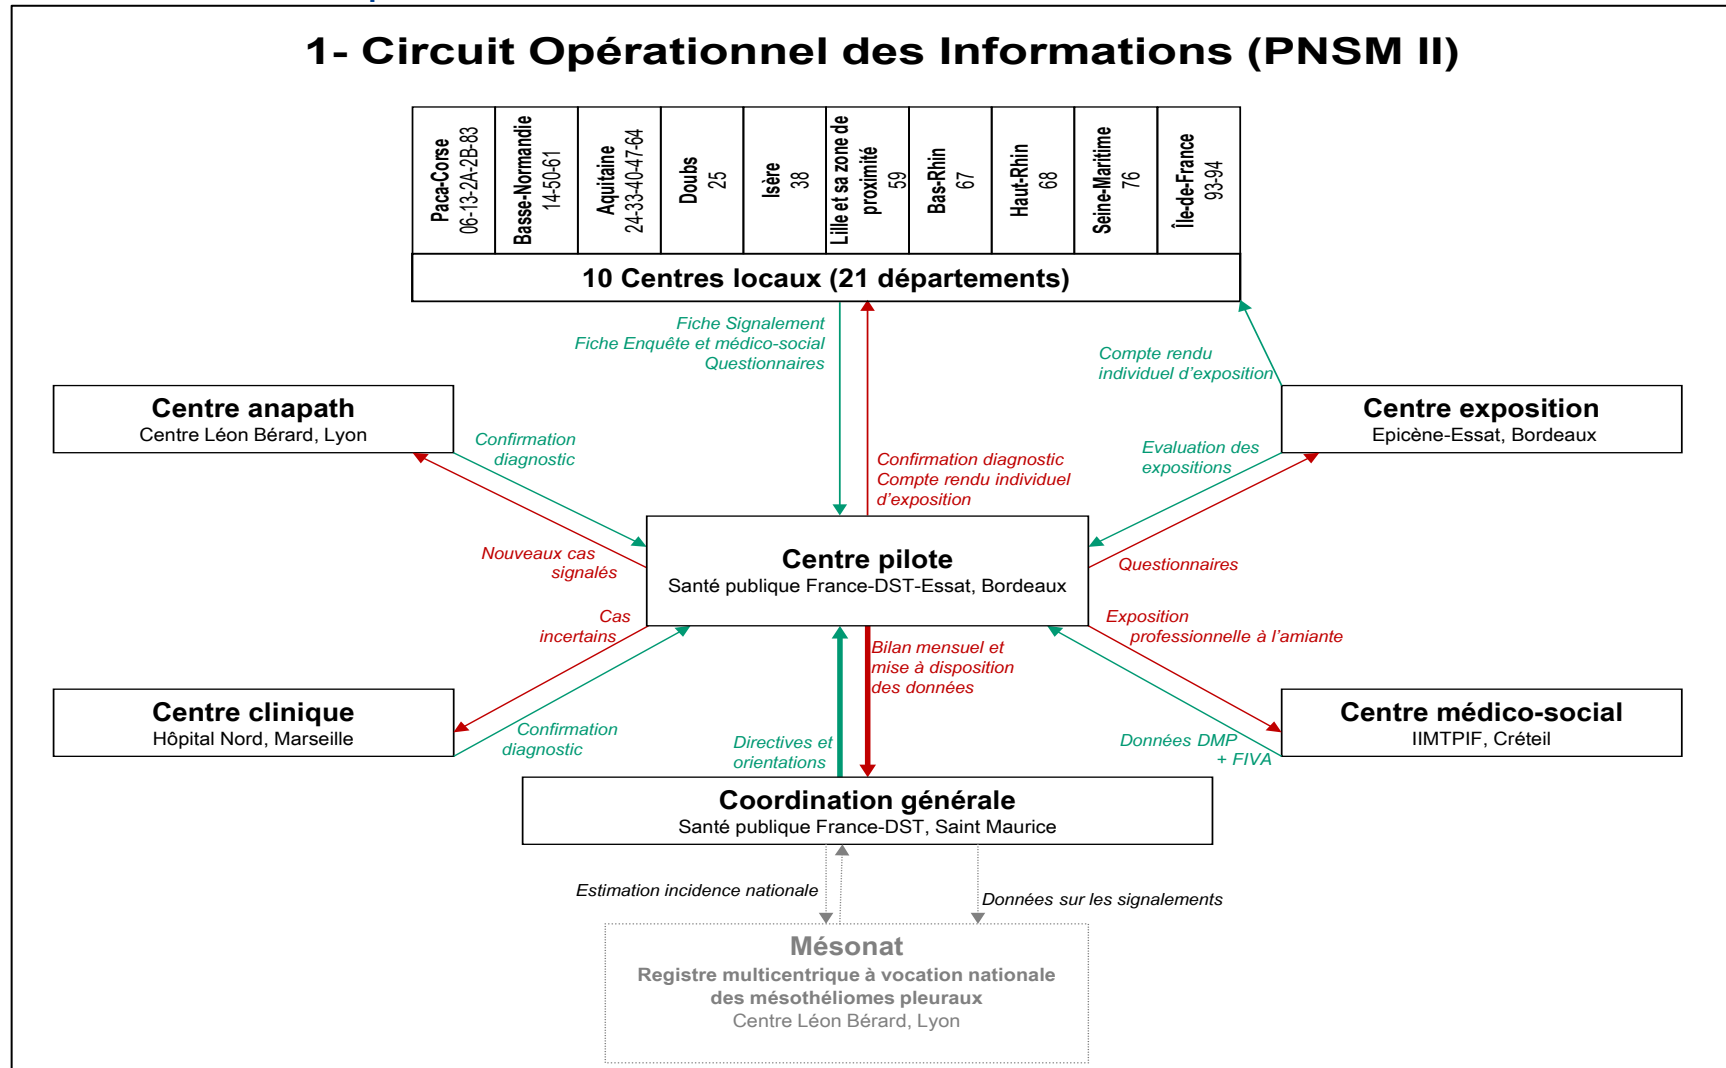 1- Circuit Opérationnel des Informations (PNSM II)
Paca-Corse
06-13-2A-2B-83
Basse-Normandie
14-50-61
Aquitaine
24-33-40-47-64
Doubs
25
Isère
38
Lille et sa zone de
proximité
59
Bas-Rhin
67
Haut-Rhin
68
Seine-Maritime
76
Île-de-France
93-94
10 Centres locaux (21 départements)
Fiche Signalement
Fiche Enquête et médico-social
Questionnaires
Compte rendu
individuel d’exposition
Centre anapath
Centre Léon Bérard, Lyon
Centre exposition
Epicène-Essat, Bordeaux
Confirmation
diagnostic
Confirmation diagnostic
Compte rendu individuel
d’exposition
Evaluation des
expositions
Nouveaux cas
signalés
Centre pilote
Santé publique France-DST-Essat, Bordeaux
Questionnaires
Cas
incertains
Exposition
professionnelle à l’amiante
Bilan mensuel et
mise à disposition
des données
Centre clinique
Hôpital Nord, Marseille
Centre médico-social
IIMTPIF, Créteil
Confirmation
diagnostic
Directives et
orientations
Données DMP
+ FIVA
Coordination générale
Santé publique France-DST, Saint Maurice
Estimation incidence nationale
Données sur les signalements
Mésonat
Registre multicentrique à vocation nationale
des mésothéliomes pleuraux
Centre Léon Bérard, Lyon